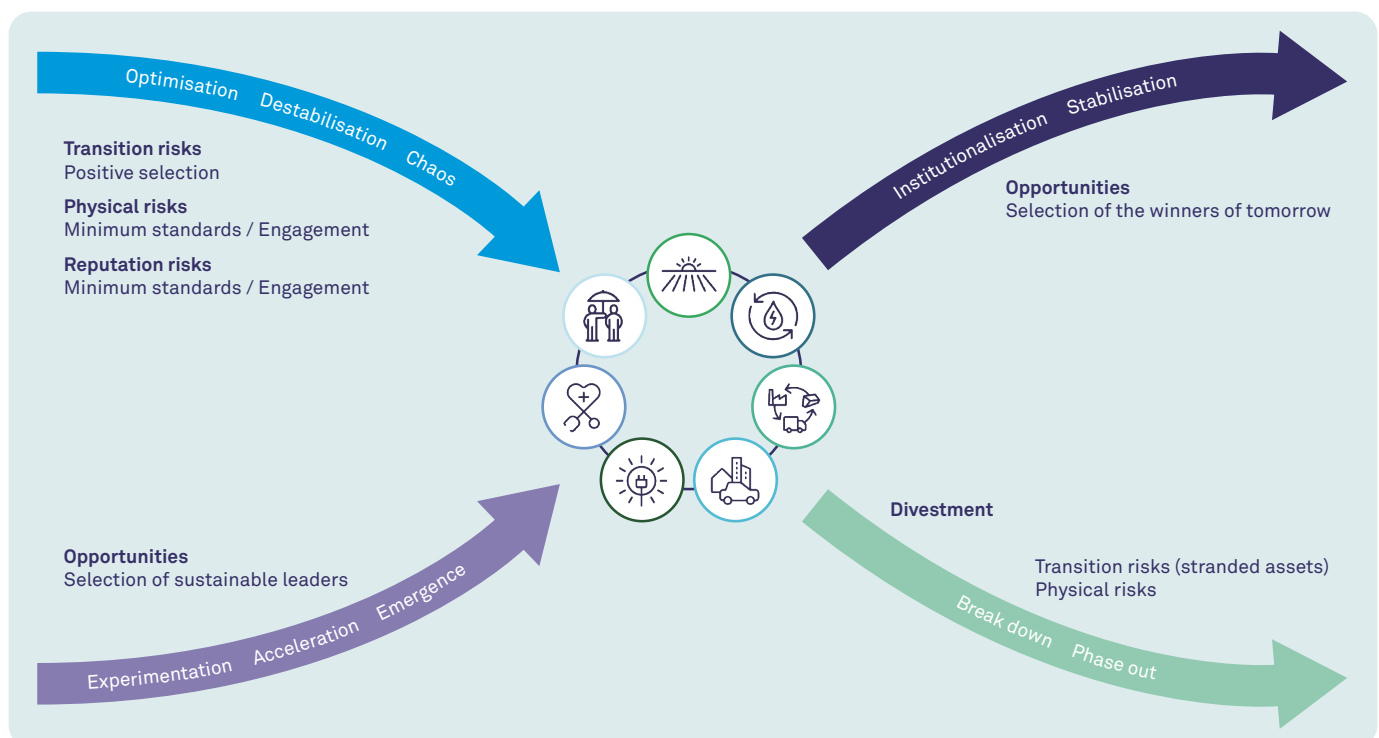 Optimisation Destabilisation Chaos
Transition risks
Positive selection
Physical risks
Minimum standards / Engagement
Reputation risks
Minimum standards / Engagement
Institutionalisation Stabilisation
Opportunities
Selection of the winners of tomorrow
Opportunities
Selection of sustainable leaders
Experimentation Acceleration Emergence
Divestment
Transition risks (stranded assets)
Physical risks
Break down Phase out